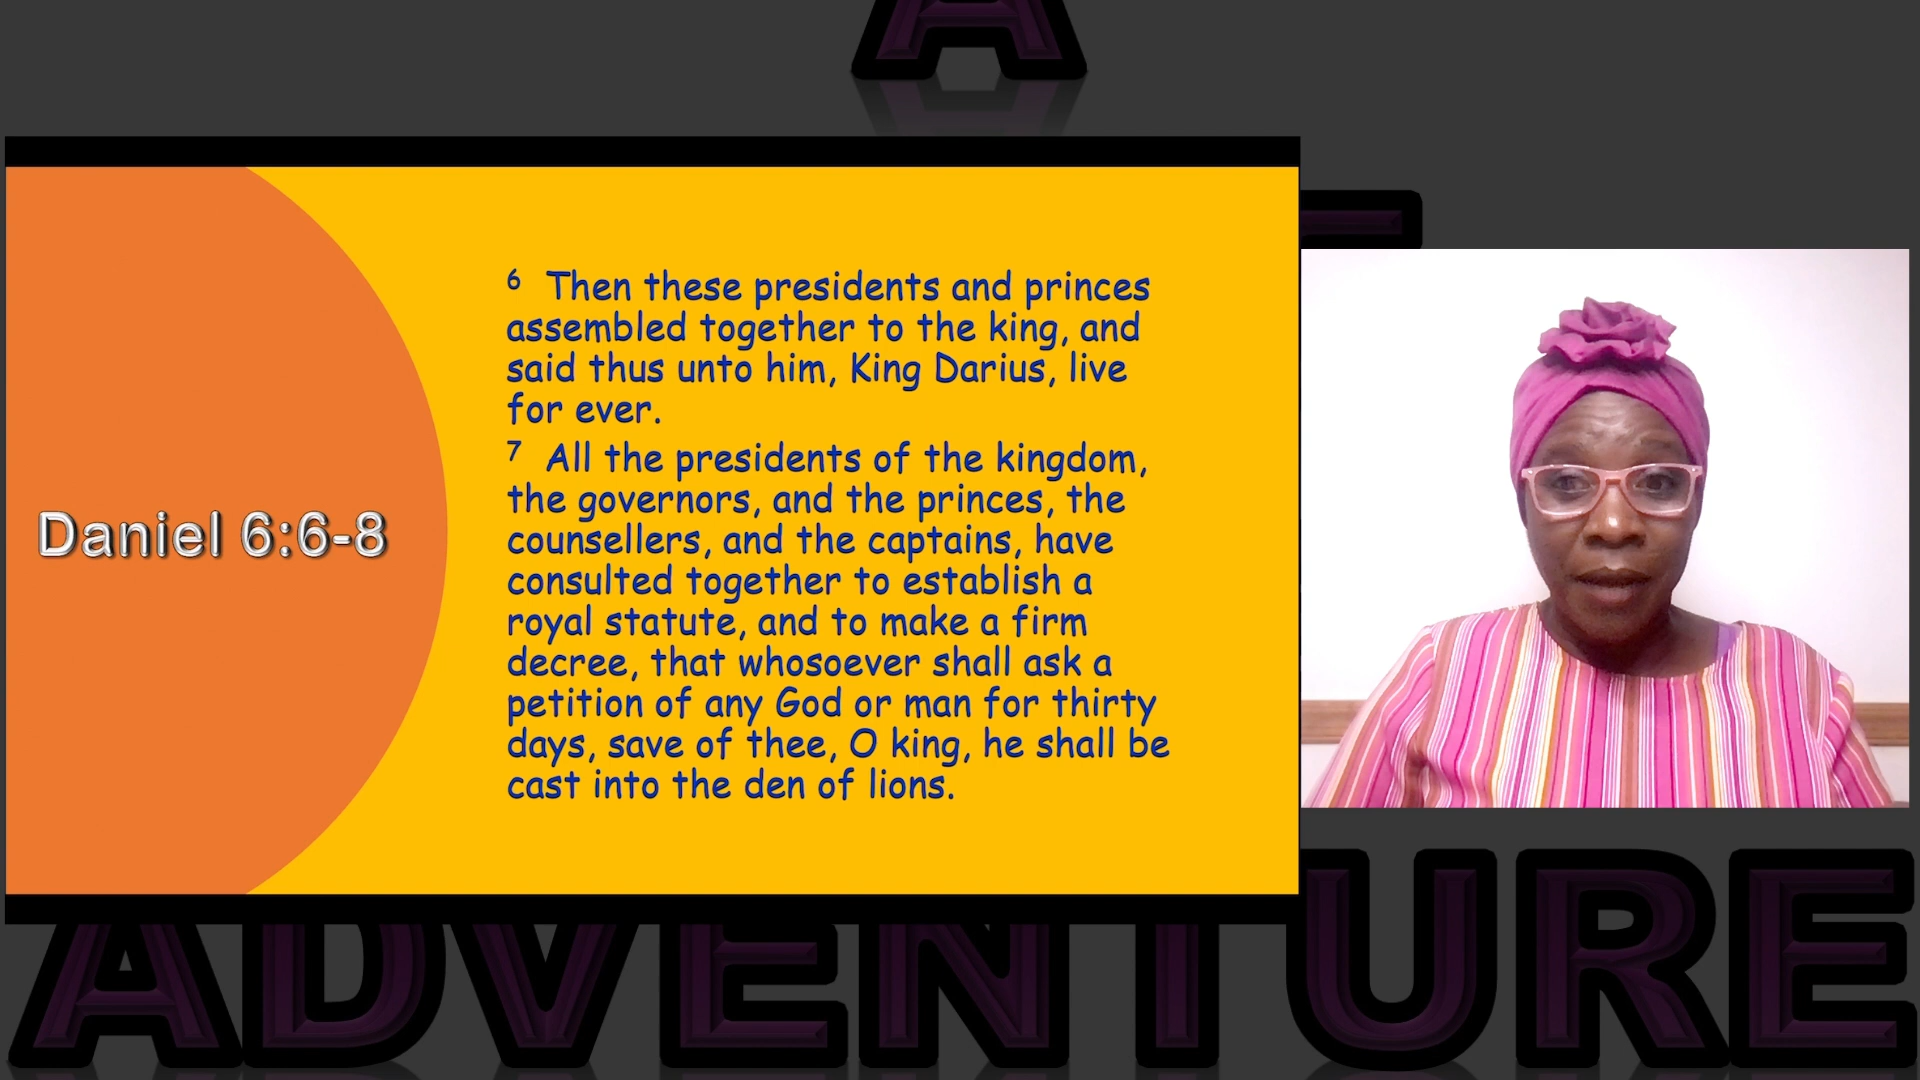 A
Daniel 6:6-8
6 Then these presidents and princes
assembled together to the king, and
said thus unto him, King Darius, live
for ever.
7 All the presidents of the kingdom,
the governors, and the princes, the
counsellers, and the captains, have
consulted together to establish a
royal statute, and to make a firm
decree, that whosoever shall ask a
petition of any God or man for thirty
days, save of thee, O king, he shall be
cast into the den of lions.
ADVENTURE